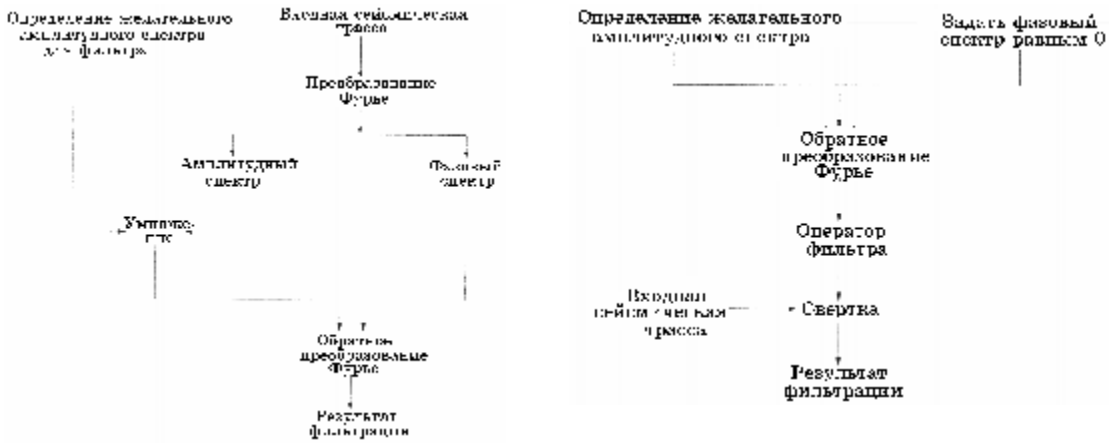 Определение желательного
амплитудного спектра
для фильтра
Входная сейсмическая
трасса
Преобразование
Фурье
Амплитудный
спектр
Фазовый
спектр
Умноже-
ние
Обратное
преобразование
Фурье
Результат
фильтрации
Определение желательного
амплитудного спектра
Задать фазовый
спектр равным 0
Обратное
преобразование
Фурье
Оператор
фильтра
Входная
сейсмическая
трасса
Свертка
Результат
фильтрации